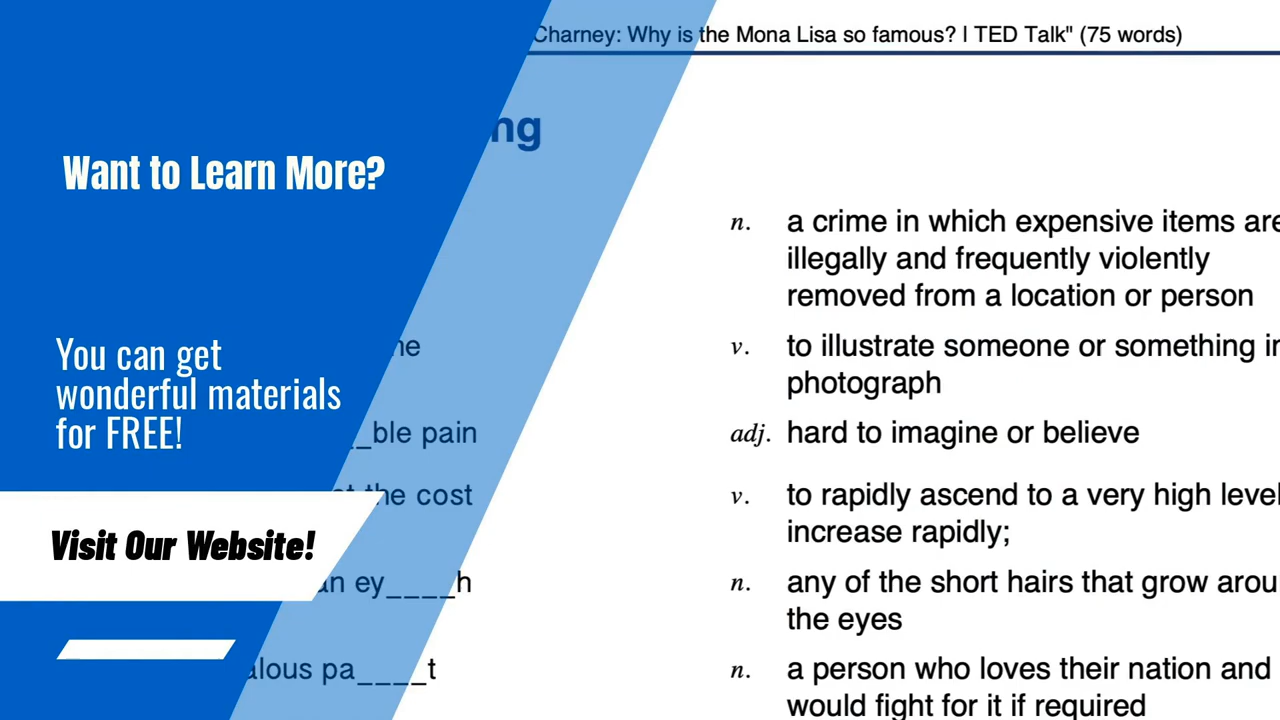 Charney: Why is the Mona Lisa so famous? | TED Talk" (75 words)
ng
Want to Learn More?
You can get
wonderful materials
for FREE!
Visit Our Website!
n. a crime in which expensive items are
illegally and frequently violently
removed from a location or person
ne
v. to illustrate someone or something in
photograph
__ble pain
adj. hard to imagine or believe
the cost
v. to rapidly ascend to a very high level
increase rapidly;
an ey____h
n. any of the short hairs that grow arou
the eyes
alous pa____t
n. a person who loves their nation and
would fight for it if required